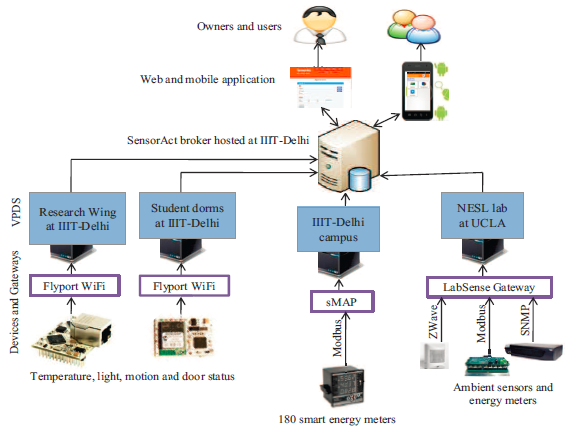 Owners and users
Web and mobile application
SensorAct broker hosted at IIIT-Delhi
VPDS
Research Wing
at IIIT-Delhi
Student dorms
at IIIT-Delhi
IIIT-Delhi
campus
NESL lab
at UCLA
Devices and Gateways
Flyport WiFi
Flyport WiFi
sMAP
LabSense Gateway
Modbus
ZWave
Modbus
SNMP
Temperature, light, motion and door status
Ambient sensors and
energy meters
180 smart energy meters